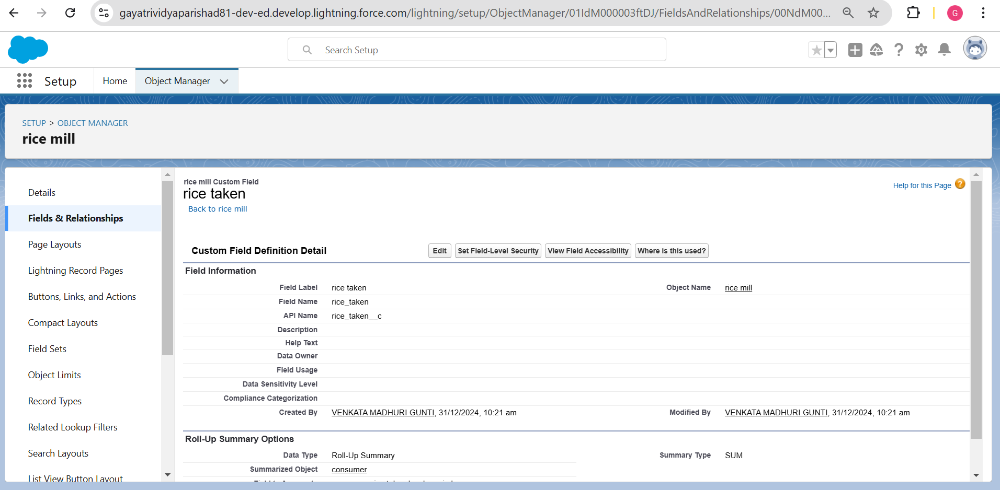 gayatrividyaparishad81-dev-ed.develop.lightning.force.com/lightning/setup/ObjectManager/01IdM000003ftDJ/FieldsAndRelationships/00NdM00...
G
Search Setup
Setup
Home
Object Manager
SETUP > OBJECT MANAGER
rice mill
Details
Fields & Relationships
Page Layouts
Lightning Record Pages
Buttons, Links, and Actions
Compact Layouts
Field Sets
Object Limits
Record Types
Related Lookup Filters
Search Layouts
List View Button Layout
rice mill Custom Field
rice taken
Back to rice mill
Help for this Page ?
Custom Field Definition Detail Edit Set Field-Level Security View Field Accessibility Where is this used?
Field Information
Field Label rice taken Object Name rice mill
Field Name rice_taken
API Name rice_taken__c
Description
Help Text
Data Owner
Field Usage
Data Sensitivity Level
Compliance Categorization
Created By VENKATA MADHURI GUNTI, 31/12/2024, 10:21 am Modified By VENKATA MADHURI GUNTI, 31/12/2024, 10:21 am
Roll-Up Summary Options
Data Type Roll-Up Summary Summary Type SUM
Summarized Object consumer